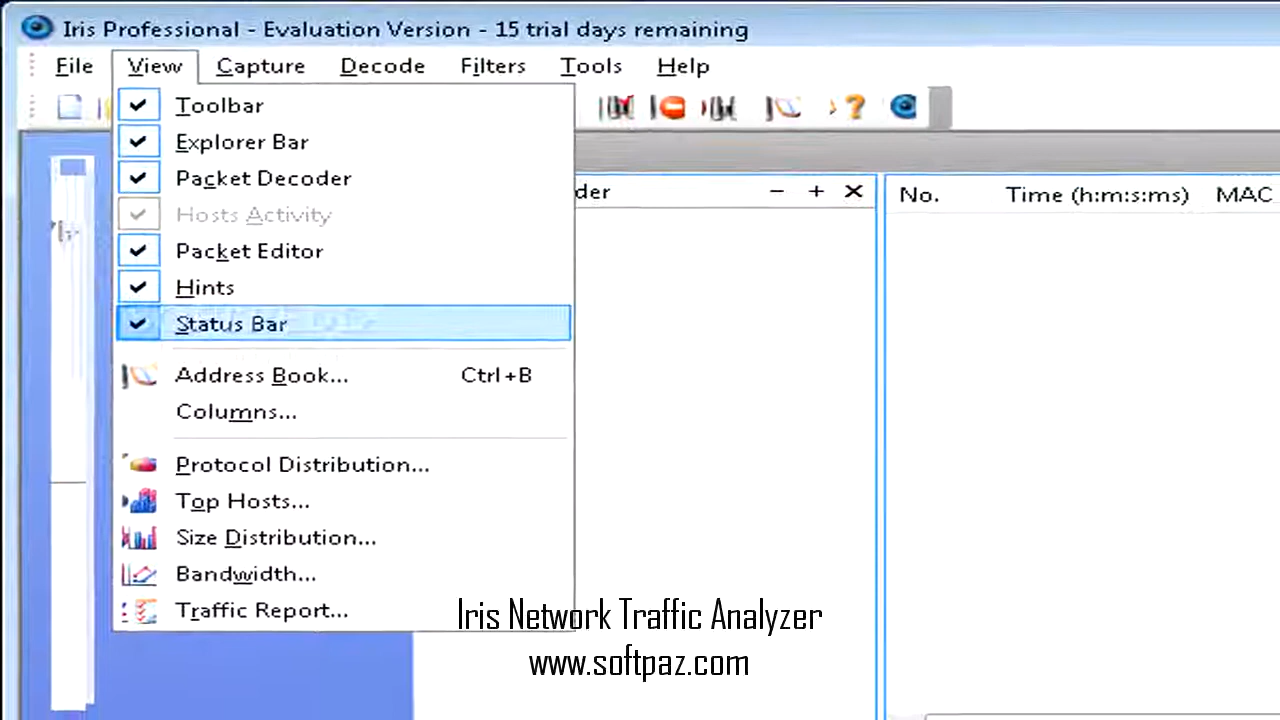 Iris Professional - Evaluation Version - 15 trial days remaining
File View Capture Decode Filters Tools Help
Toolbar
Explorer Bar
Packet Decoder
Hosts Activity
Packet Editor
Hints
Status Bar
Address Book... Ctrl+B
Columns...
Protocol Distribution...
Top Hosts...
Size Distribution...
Bandwidth...
Traffic Report...
der
No. Time (h:m:s:ms) MAC
Iris Network Traffic Analyzer
www.softpaz.com